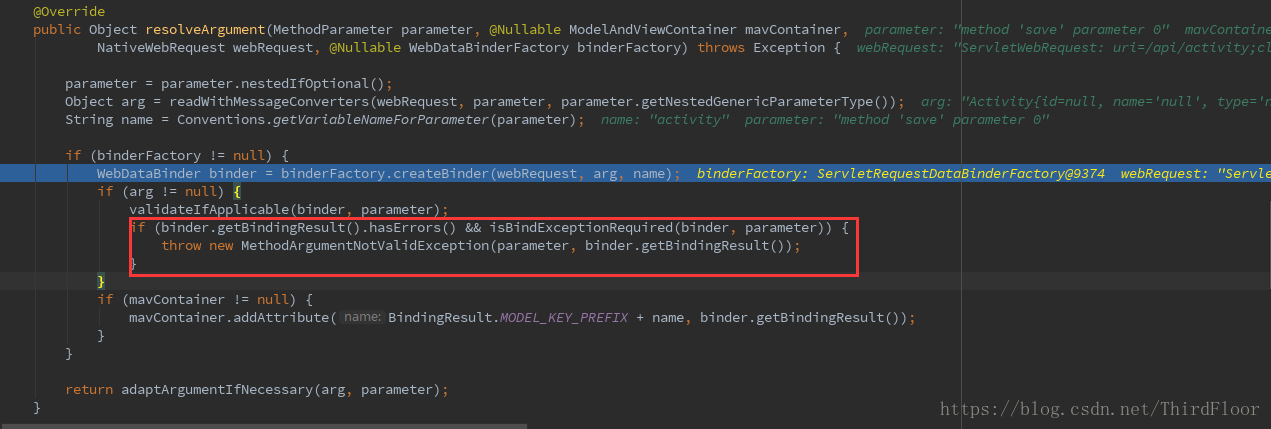 @Override
public Object resolveArgument(MethodParameter parameter, @Nullable ModelAndViewContainer mavContainer, parameter: "method 'save' parameter 0" mavContaine
NativeWebRequest webRequest, @Nullable WebDataBinderFactory binderFactory) throws Exception { webRequest: "ServletWebRequest: uri=/api/activity;cl
parameter = parameter.nestedIfOptional();
Object arg = readWithMessageConverters(webRequest, parameter, parameter.getNestedGenericParameterType()); arg: "Activity{id=null, name='null', type='n
String name = Conventions.getVariableNameForParameter(parameter); name: "activity" parameter: "method 'save' parameter 0"
if (binderFactory != null) {
WebDataBinder binder = binderFactory.createBinder(webRequest, arg, name); binderFactory: ServletRequestDataBinderFactory@9374 webRequest: "Servle
if (arg != null) {
validateIfApplicable(binder, parameter);
if (binder.getBindingResult().hasErrors() && isBindExceptionRequired(binder, parameter)) {
throw new MethodArgumentNotValidException(parameter, binder.getBindingResult());
}
}
if (mavContainer != null) {
mavContainer.addAttribute( name: BindingResult.MODEL_KEY_PREFIX + name, binder.getBindingResult());
}
}
return adaptArgumentIfNecessary(arg, parameter);
}
https://blog.csdn.net/ThirdFloor